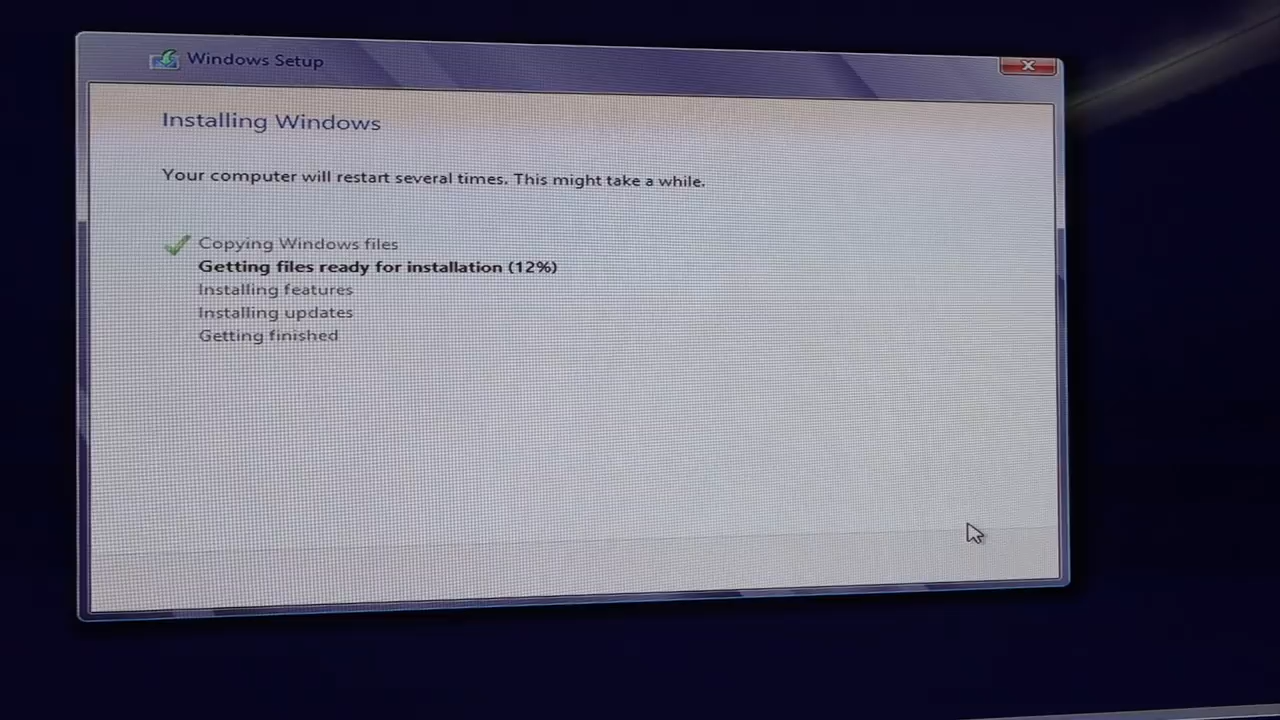 Windows Setup
Installing Windows
Your computer will restart several times. This might take a while.
Copying Windows files
Getting files ready for installation (12%)
Installing features
Installing updates
Getting finished